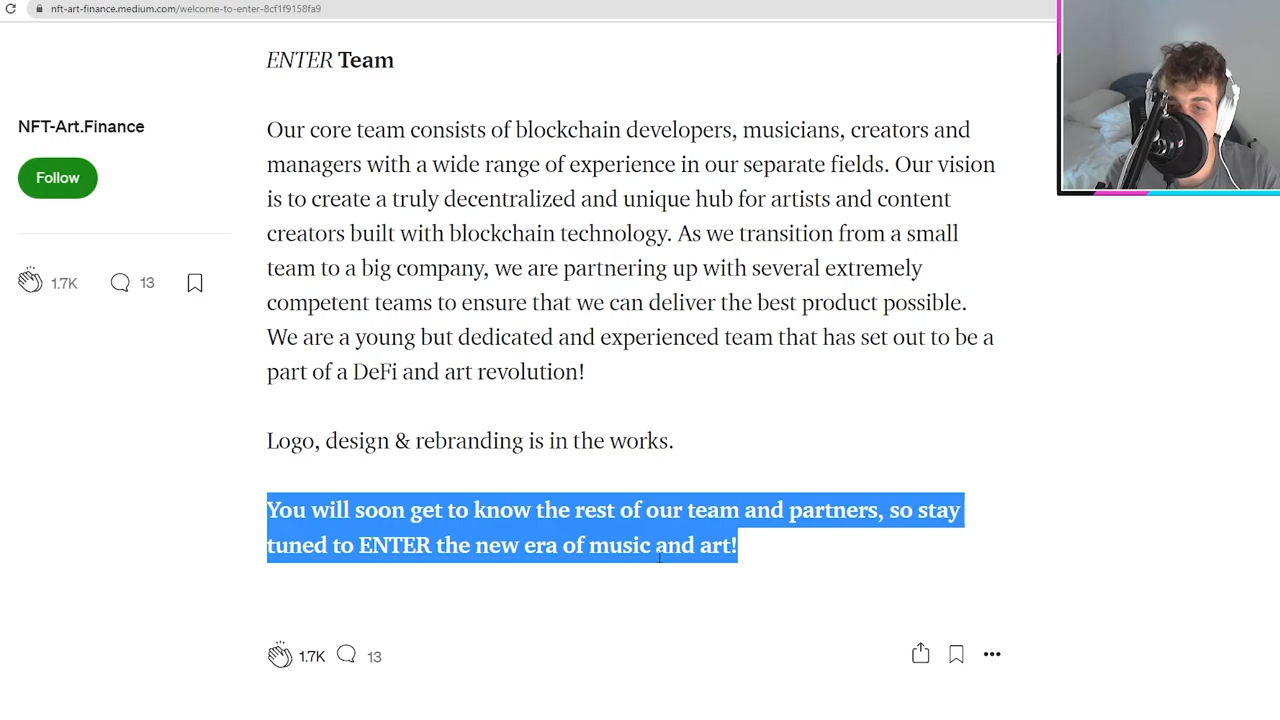 nft-art-finance.medium.com/welcome-to-enter-8cf1f9158fa9
ENTER Team
NFT-Art.Finance
Follow
1.7K 13
Our core team consists of blockchain developers, musicians, creators and
managers with a wide range of experience in our separate fields. Our vision
is to create a truly decentralized and unique hub for artists and content
creators built with blockchain technology. As we transition from a small
team to a big company, we are partnering up with several extremely
competent teams to ensure that we can deliver the best product possible.
We are a young but dedicated and experienced team that has set out to be a
part of a DeFi and art revolution!
Logo, design & rebranding is in the works.
You will soon get to know the rest of our team and partners, so stay
tuned to ENTER the new era of music and art!
1.7K 13